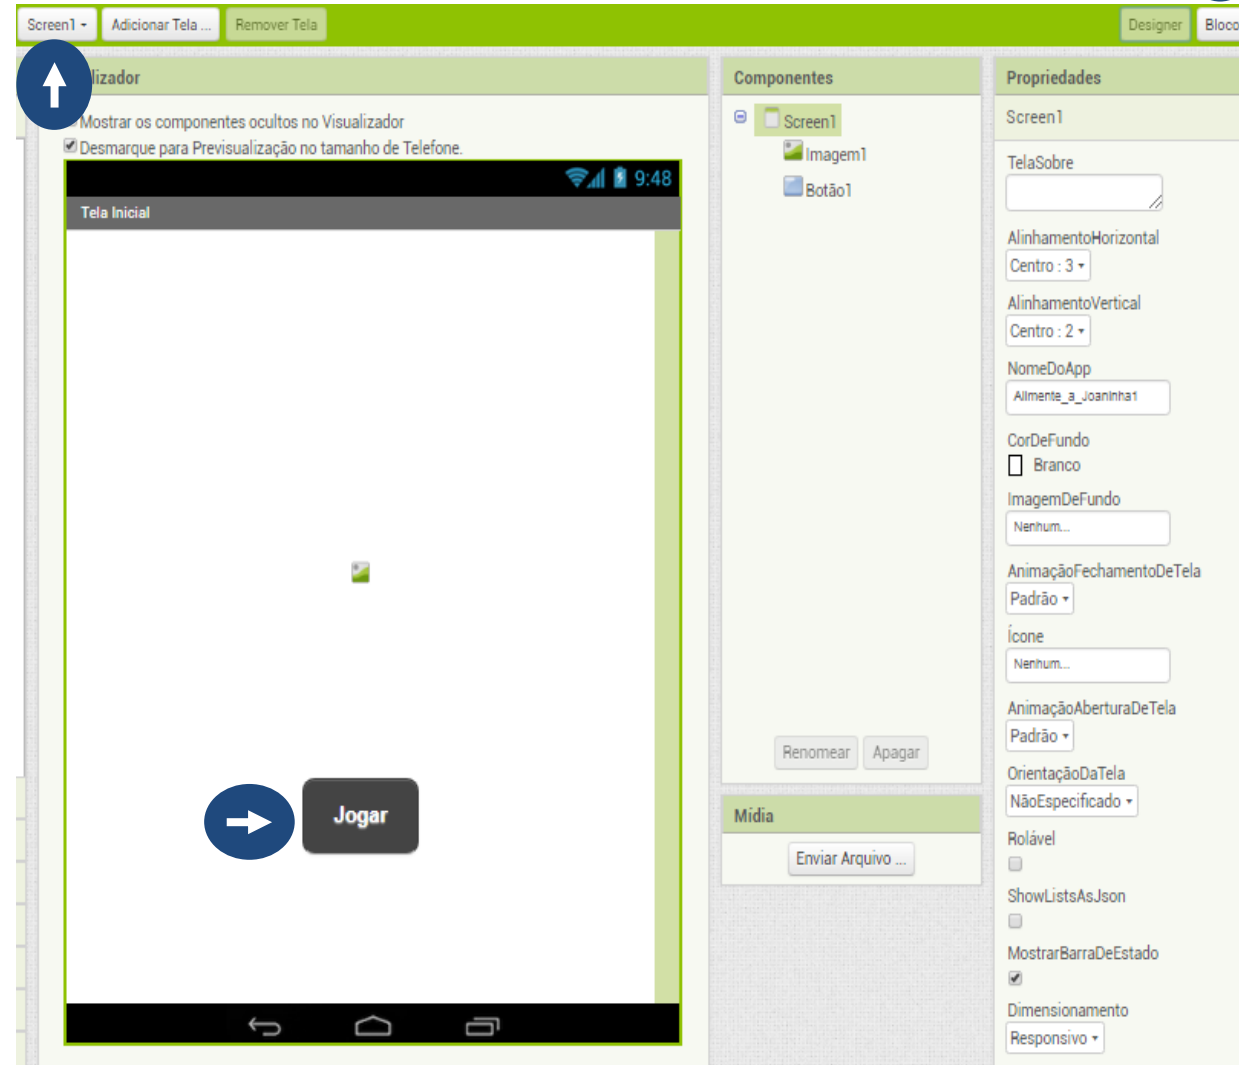 Screen1
Adicionar Tela ...
Remover Tela
Designer
Bloco
lizador
Mostrar os componentes ocultos no Visualizador
Desmarque para Previsualização no tamanho de Telefone.
9:48
Tela Inicial
Jogar
Componentes
Screen1
Imagem1
Botão1
Renomear
Apagar
Mídia
Enviar Arquivo ...
Propriedades
Screen1
TelaSobre
AlinhamentoHorizontal
Centro : 3
AlinhamentoVertical
Centro : 2
NomeDoApp
Alimente_a_Joaninha1
CorDeFundo
Branco
ImagemDeFundo
Nenhum...
AnimaçãoFechamentoDeTela
Padrão
Ícone
Nenhum...
AnimaçãoAberturaDeTela
Padrão
OrientaçãoDaTela
NãoEspecificado
Rolável
ShowListsAsJson
MostrarBarraDeEstado
Dimensionamento
Responsivo